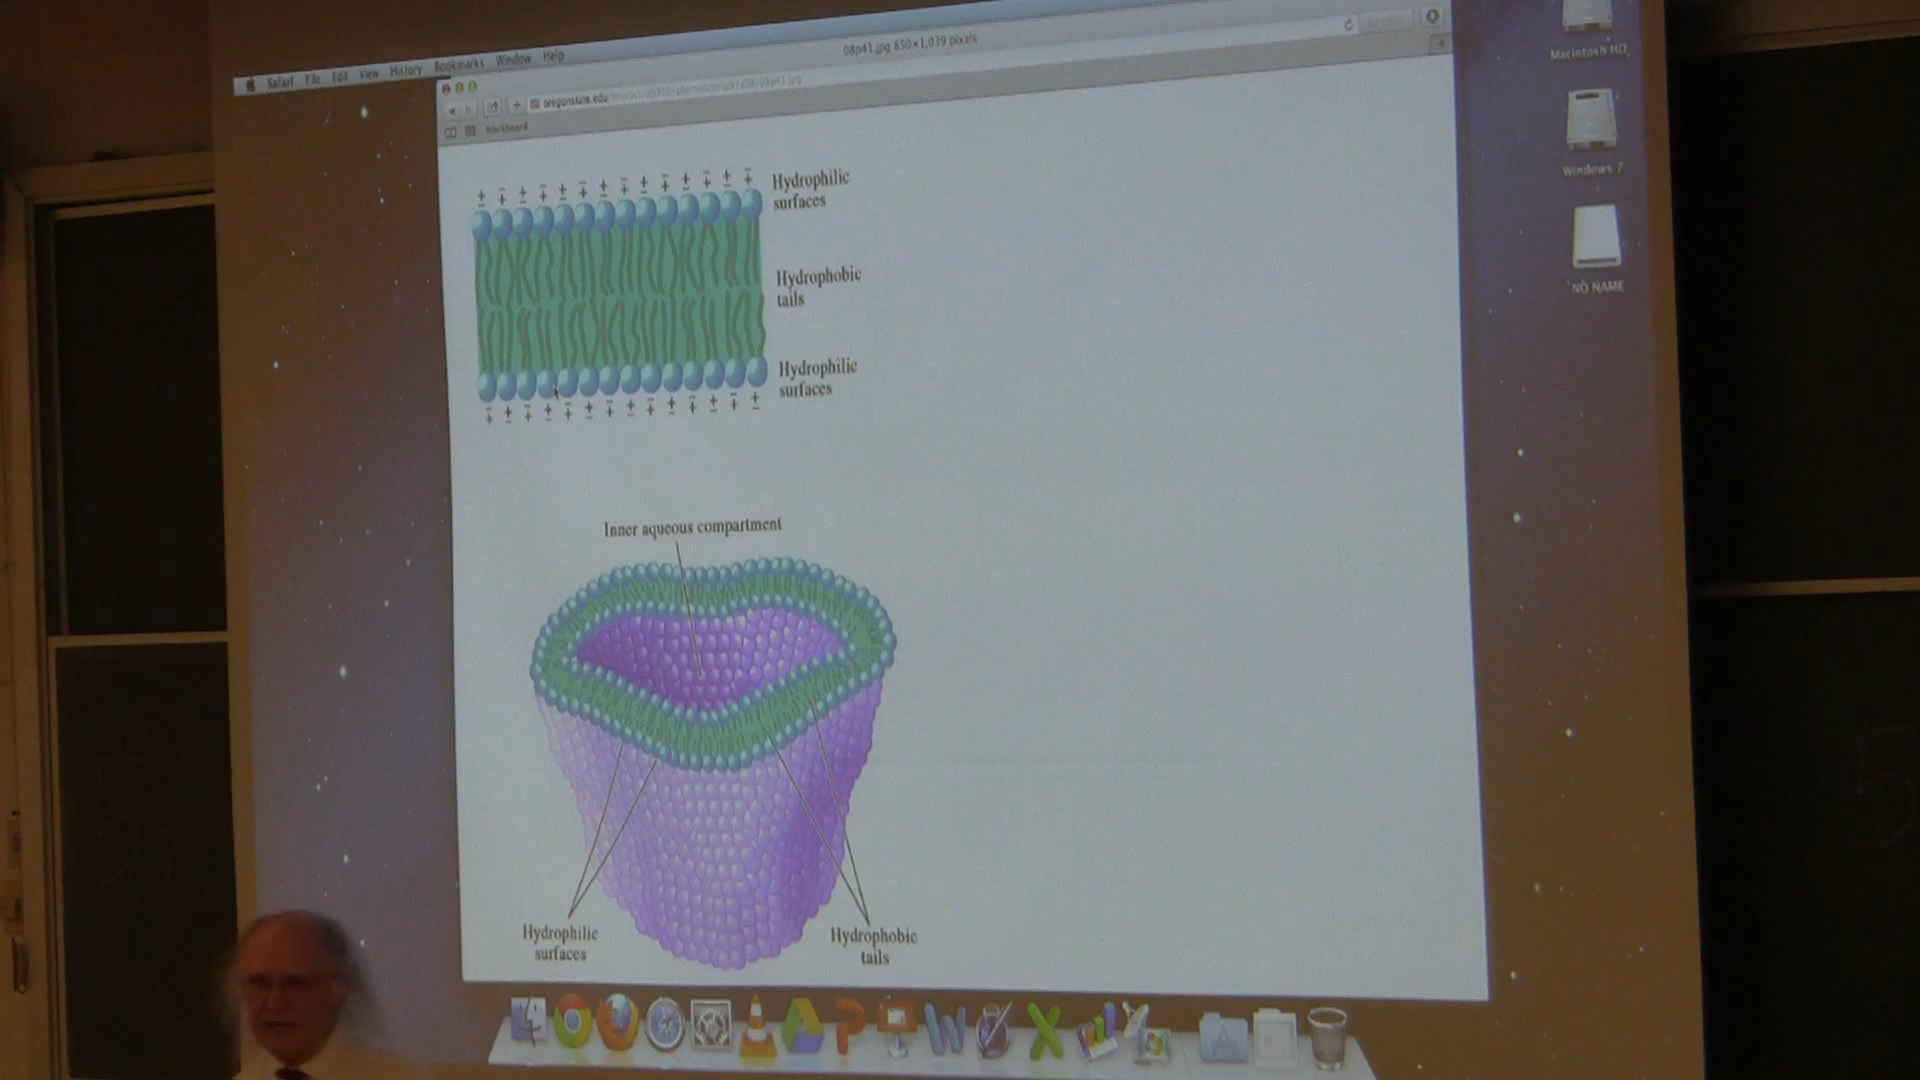 Safari File Edit View History Bookmarks Window Help
08p41.jpg 850×1,039 pixels
oregonstate.edu
Macintosh HD
Windows 7
NO NAME
Hydrophilic
surfaces
Hydrophobic
tails
Hydrophilic
surfaces
Inner aqueous compartment
Hydrophilic
surfaces
Hydrophobic
tails